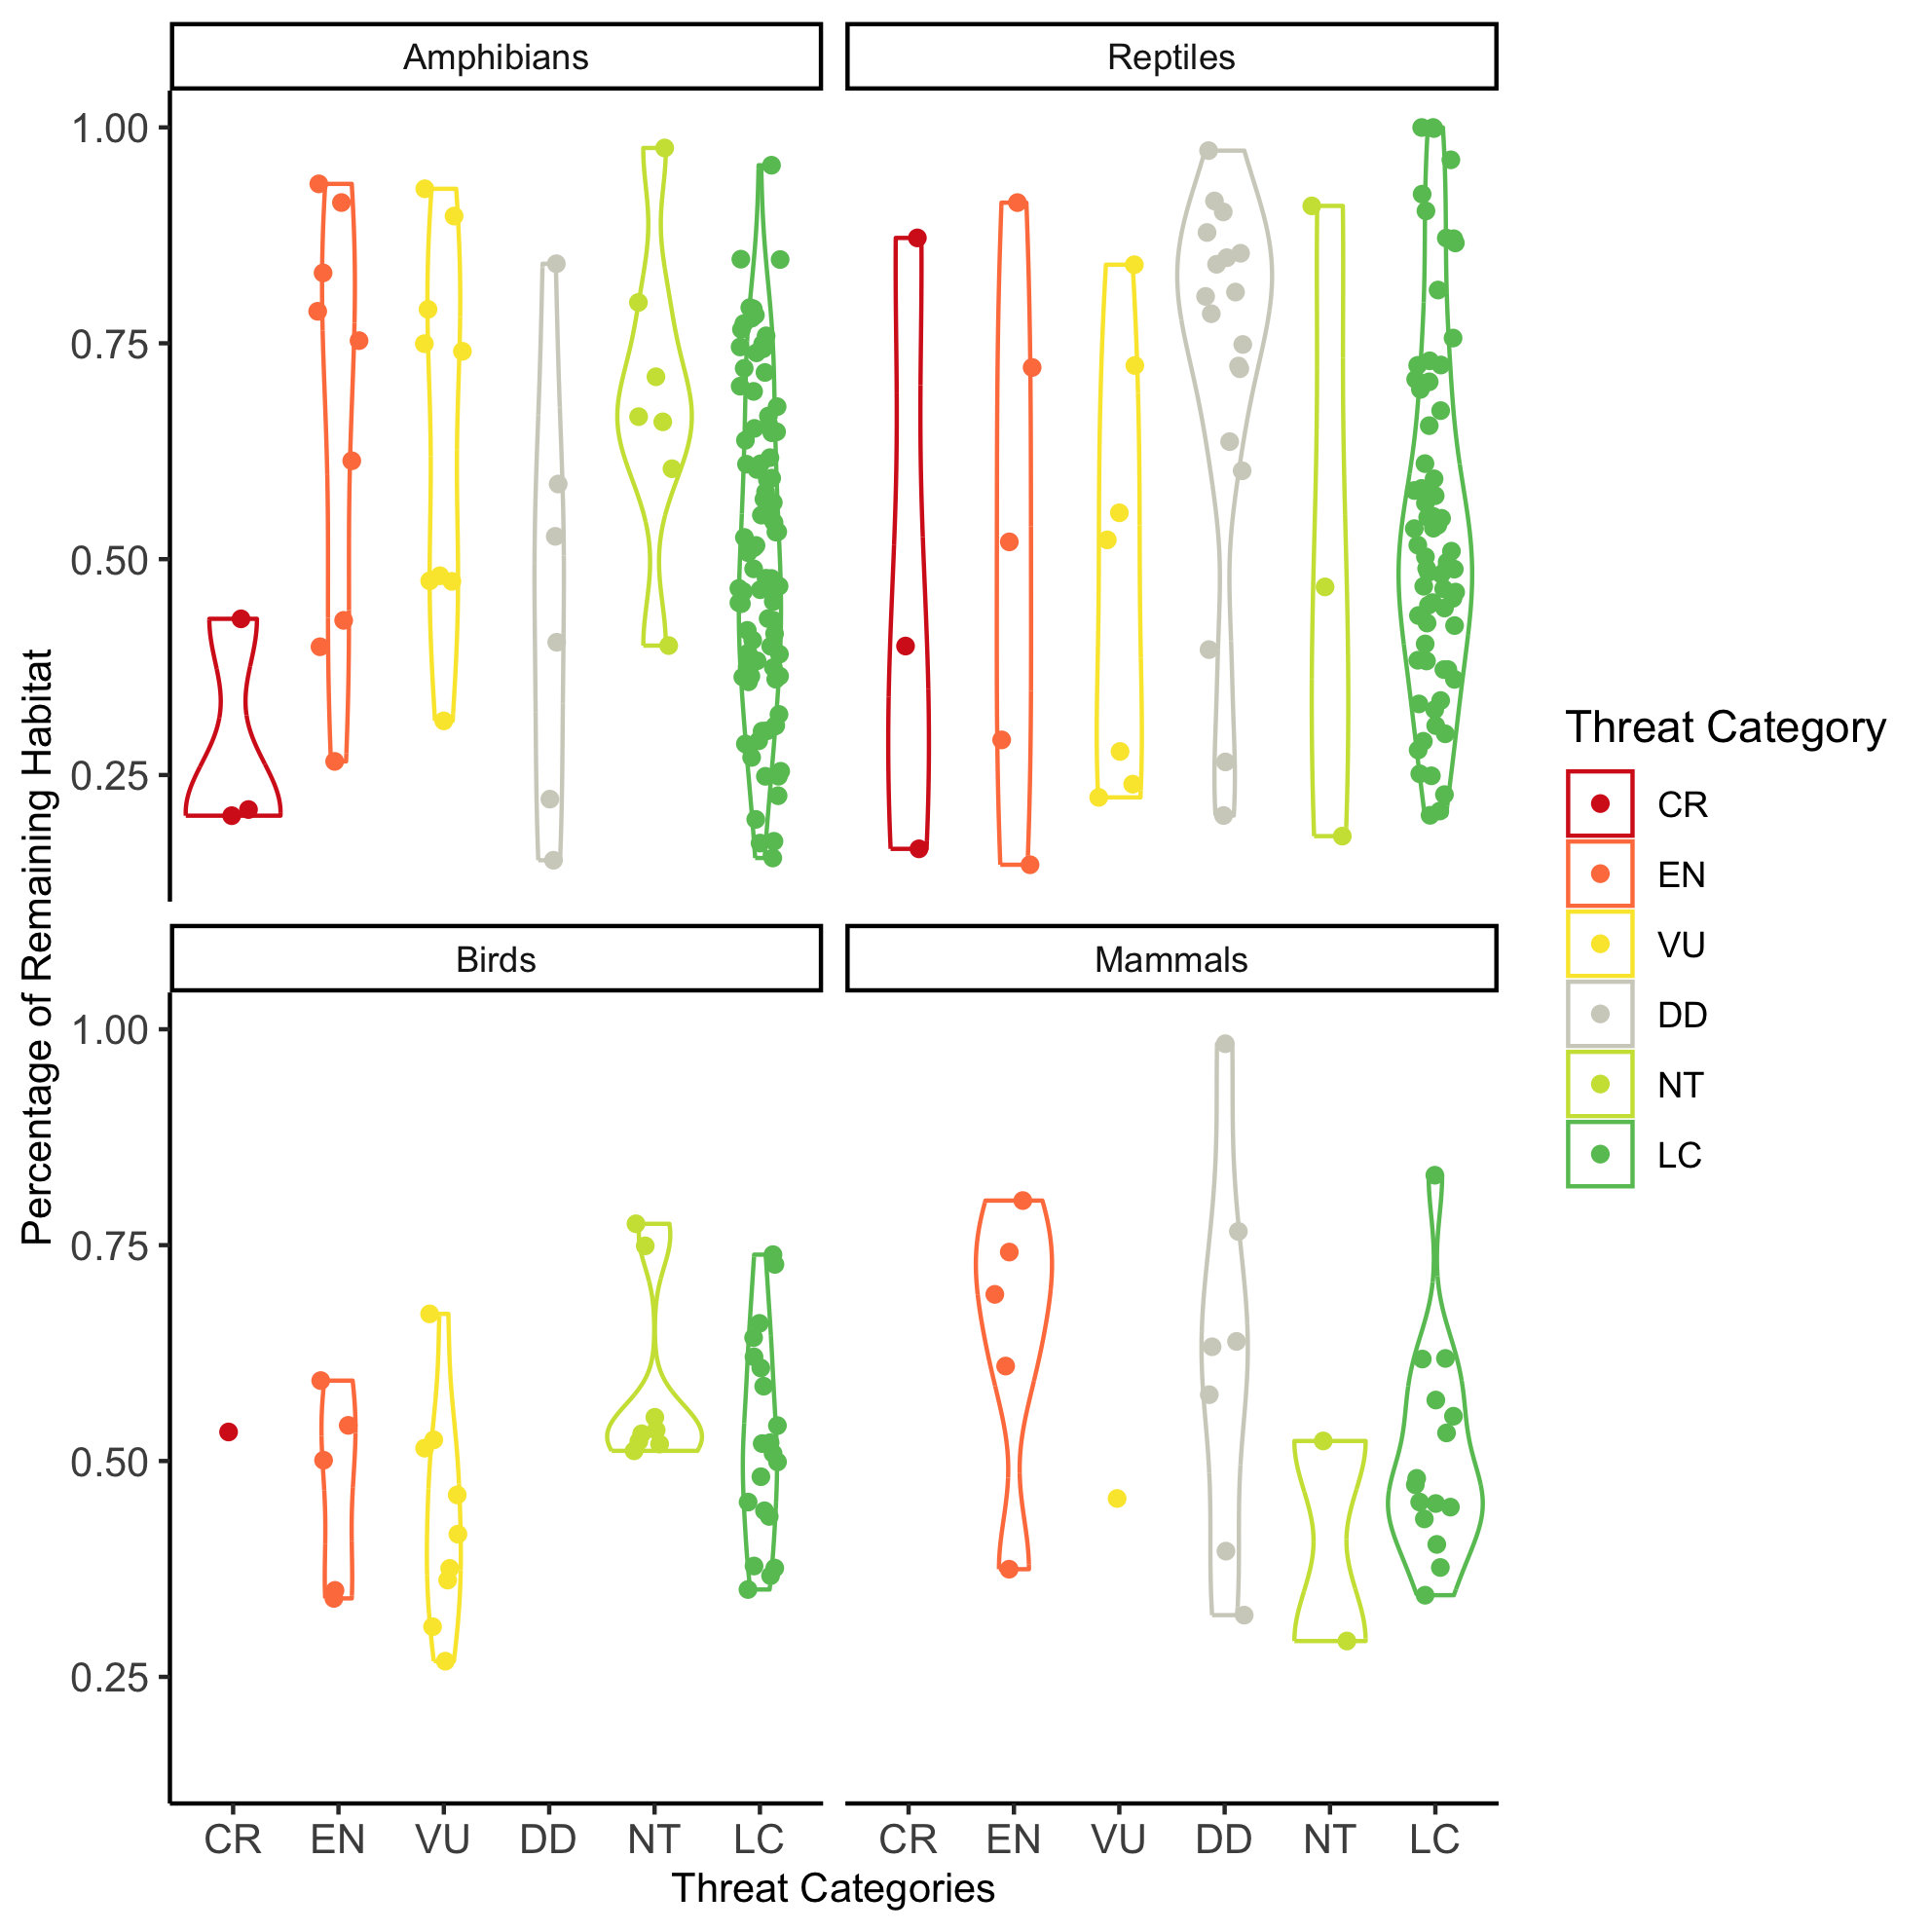 Amphibians
Reptiles
1.00
0.75
0.50
0.25
Birds
Mammals
1.00
0.75
0.50
0.25
CR EN VU DD NT LC
CR EN VU DD NT LC
Threat Categories
Percentage of Remaining Habitat
Threat Category
CR
EN
VU
DD
NT
LC